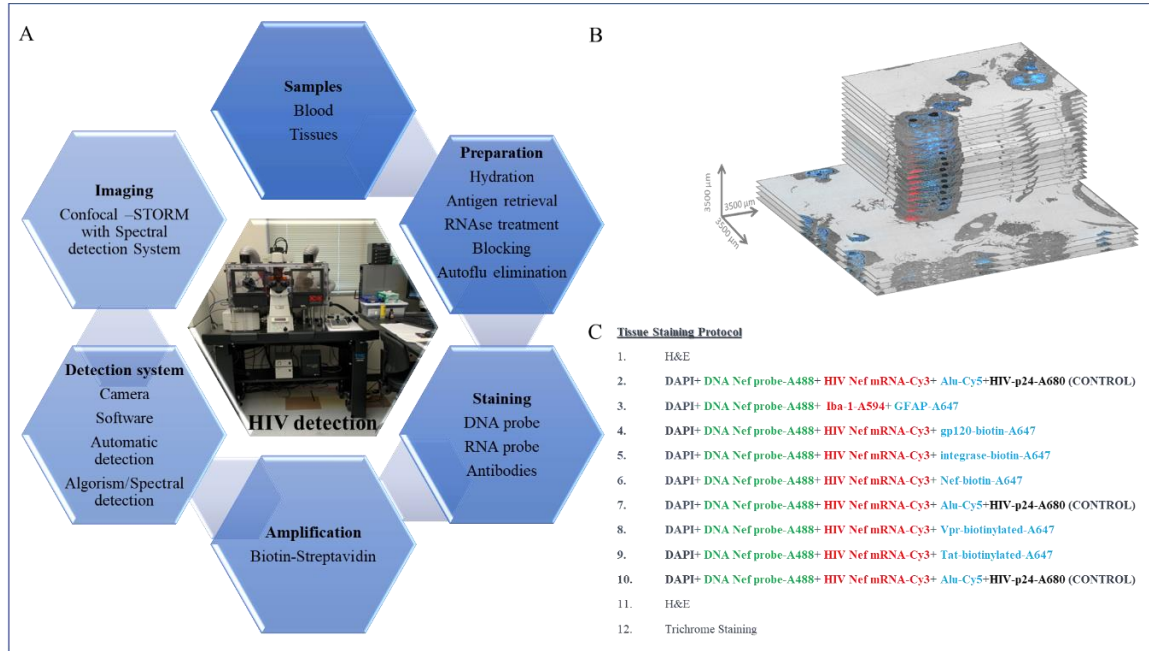 A
Samples
Blood
Tissues
Preparation
Hydration
Antigen retrieval
RNAse treatment
Blocking
Autoflu elimination
Staining
DNA probe
RNA probe
Antibodies
Amplification
Biotin-Streptavidin
Detection system
Camera
Software
Automatic
detection
Algorism/Spectral
detection
Imaging
Confocal –STORM
with Spectral
detection System
HIV detection
B
3500 µm
3500 µm
3500 µm
C
Tissue Staining Protocol
1. H&E
2. DAPI+ DNA Nef probe-A488+ HIV Nef mRNA-Cy3+ Alu-Cy5+HIV-p24-A680 (CONTROL)
3. DAPI+ DNA Nef probe-A488+ Iba-1-A594+ GFAP-A647
4. DAPI+ DNA Nef probe-A488+ HIV Nef mRNA-Cy3+ gp120-biotin-A647
5. DAPI+ DNA Nef probe-A488+ HIV Nef mRNA-Cy3+ integrase-biotin-A647
6. DAPI+ DNA Nef probe-A488+ HIV Nef mRNA-Cy3+ Nef-biotin-A647
7. DAPI+ DNA Nef probe-A488+ HIV Nef mRNA-Cy3+ Alu-Cy5+HIV-p24-A680 (CONTROL)
8. DAPI+ DNA Nef probe-A488+ HIV Nef mRNA-Cy3+ Vpr-biotinylated-A647
9. DAPI+ DNA Nef probe-A488+ HIV Nef mRNA-Cy3+ Tat-biotinylated-A647
10. DAPI+ DNA Nef probe-A488+ HIV Nef mRNA-Cy3+ Alu-Cy5+HIV-p24-A680 (CONTROL)
11. H&E
12. Trichrome Staining